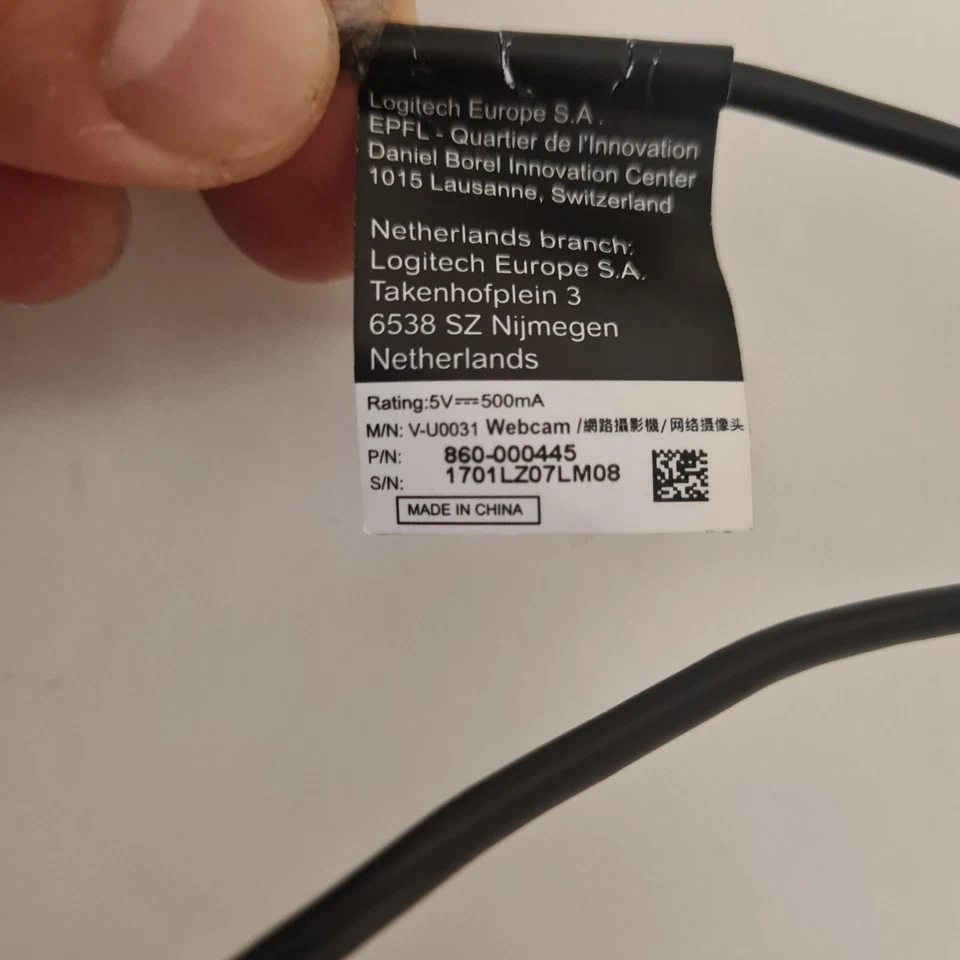 Logitech Europe S.A.
EPFL - Quartier de l'Innovation
Daniel Borel Innovation Center
1015 Lausanne, Switzerland
Netherlands branch:
Logitech Europe S.A.
Takenhofplein 3
6538 SZ Nijmegen
Netherlands
Rating:5V⎓500mA
M/N: V-U0031 Webcam /網路攝影機/网络摄像头
P/N: 860-000445
S/N: 1701LZ07LM08
MADE IN CHINA